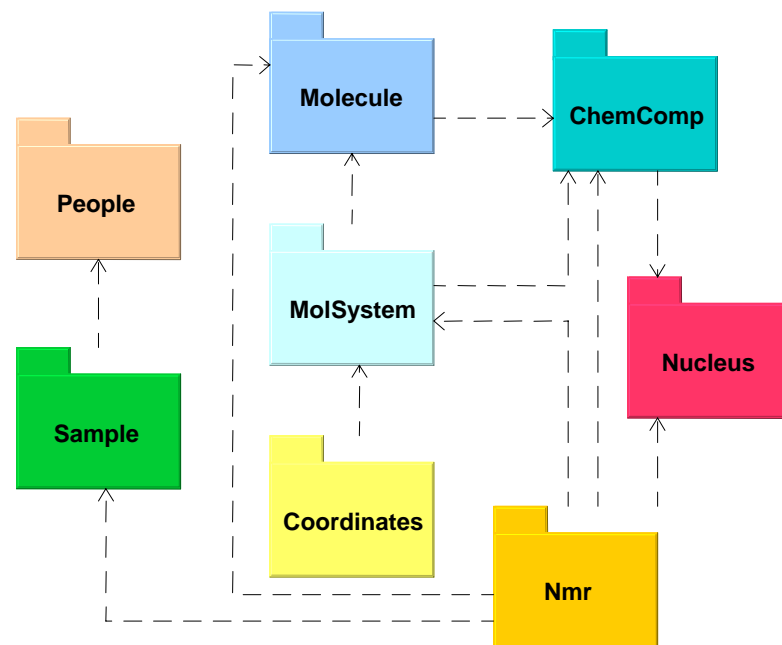 Molecule
ChemComp
People
MolSystem
Nucleus
Sample
Coordinates
Nmr